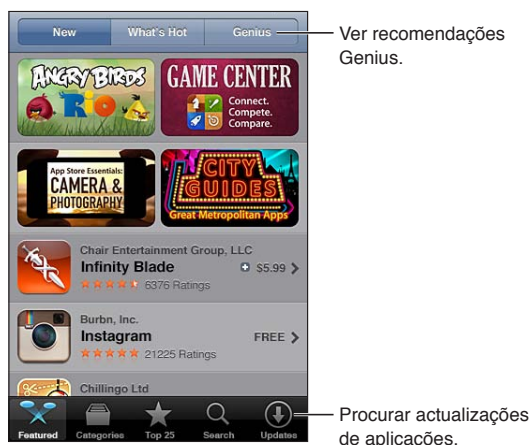 New What's Hot Genius
Ver recomendações
Genius.
ANGRY BIRDS
RIO
GAME CENTER
Connect.
Compete.
Compare.
App Store Essentials:
CAMERA &
PHOTOGRAPHY
CITY
GUIDES
Great Metropolitan Apps
Chair Entertainment Group, LLC
Infinity Blade $5.99
6376 Ratings
Burbn, Inc.
Instagram FREE
21225 Ratings
Chillingo Ltd
Featured Categories Top 25 Search Updates
Procurar actualizações
de aplicações.